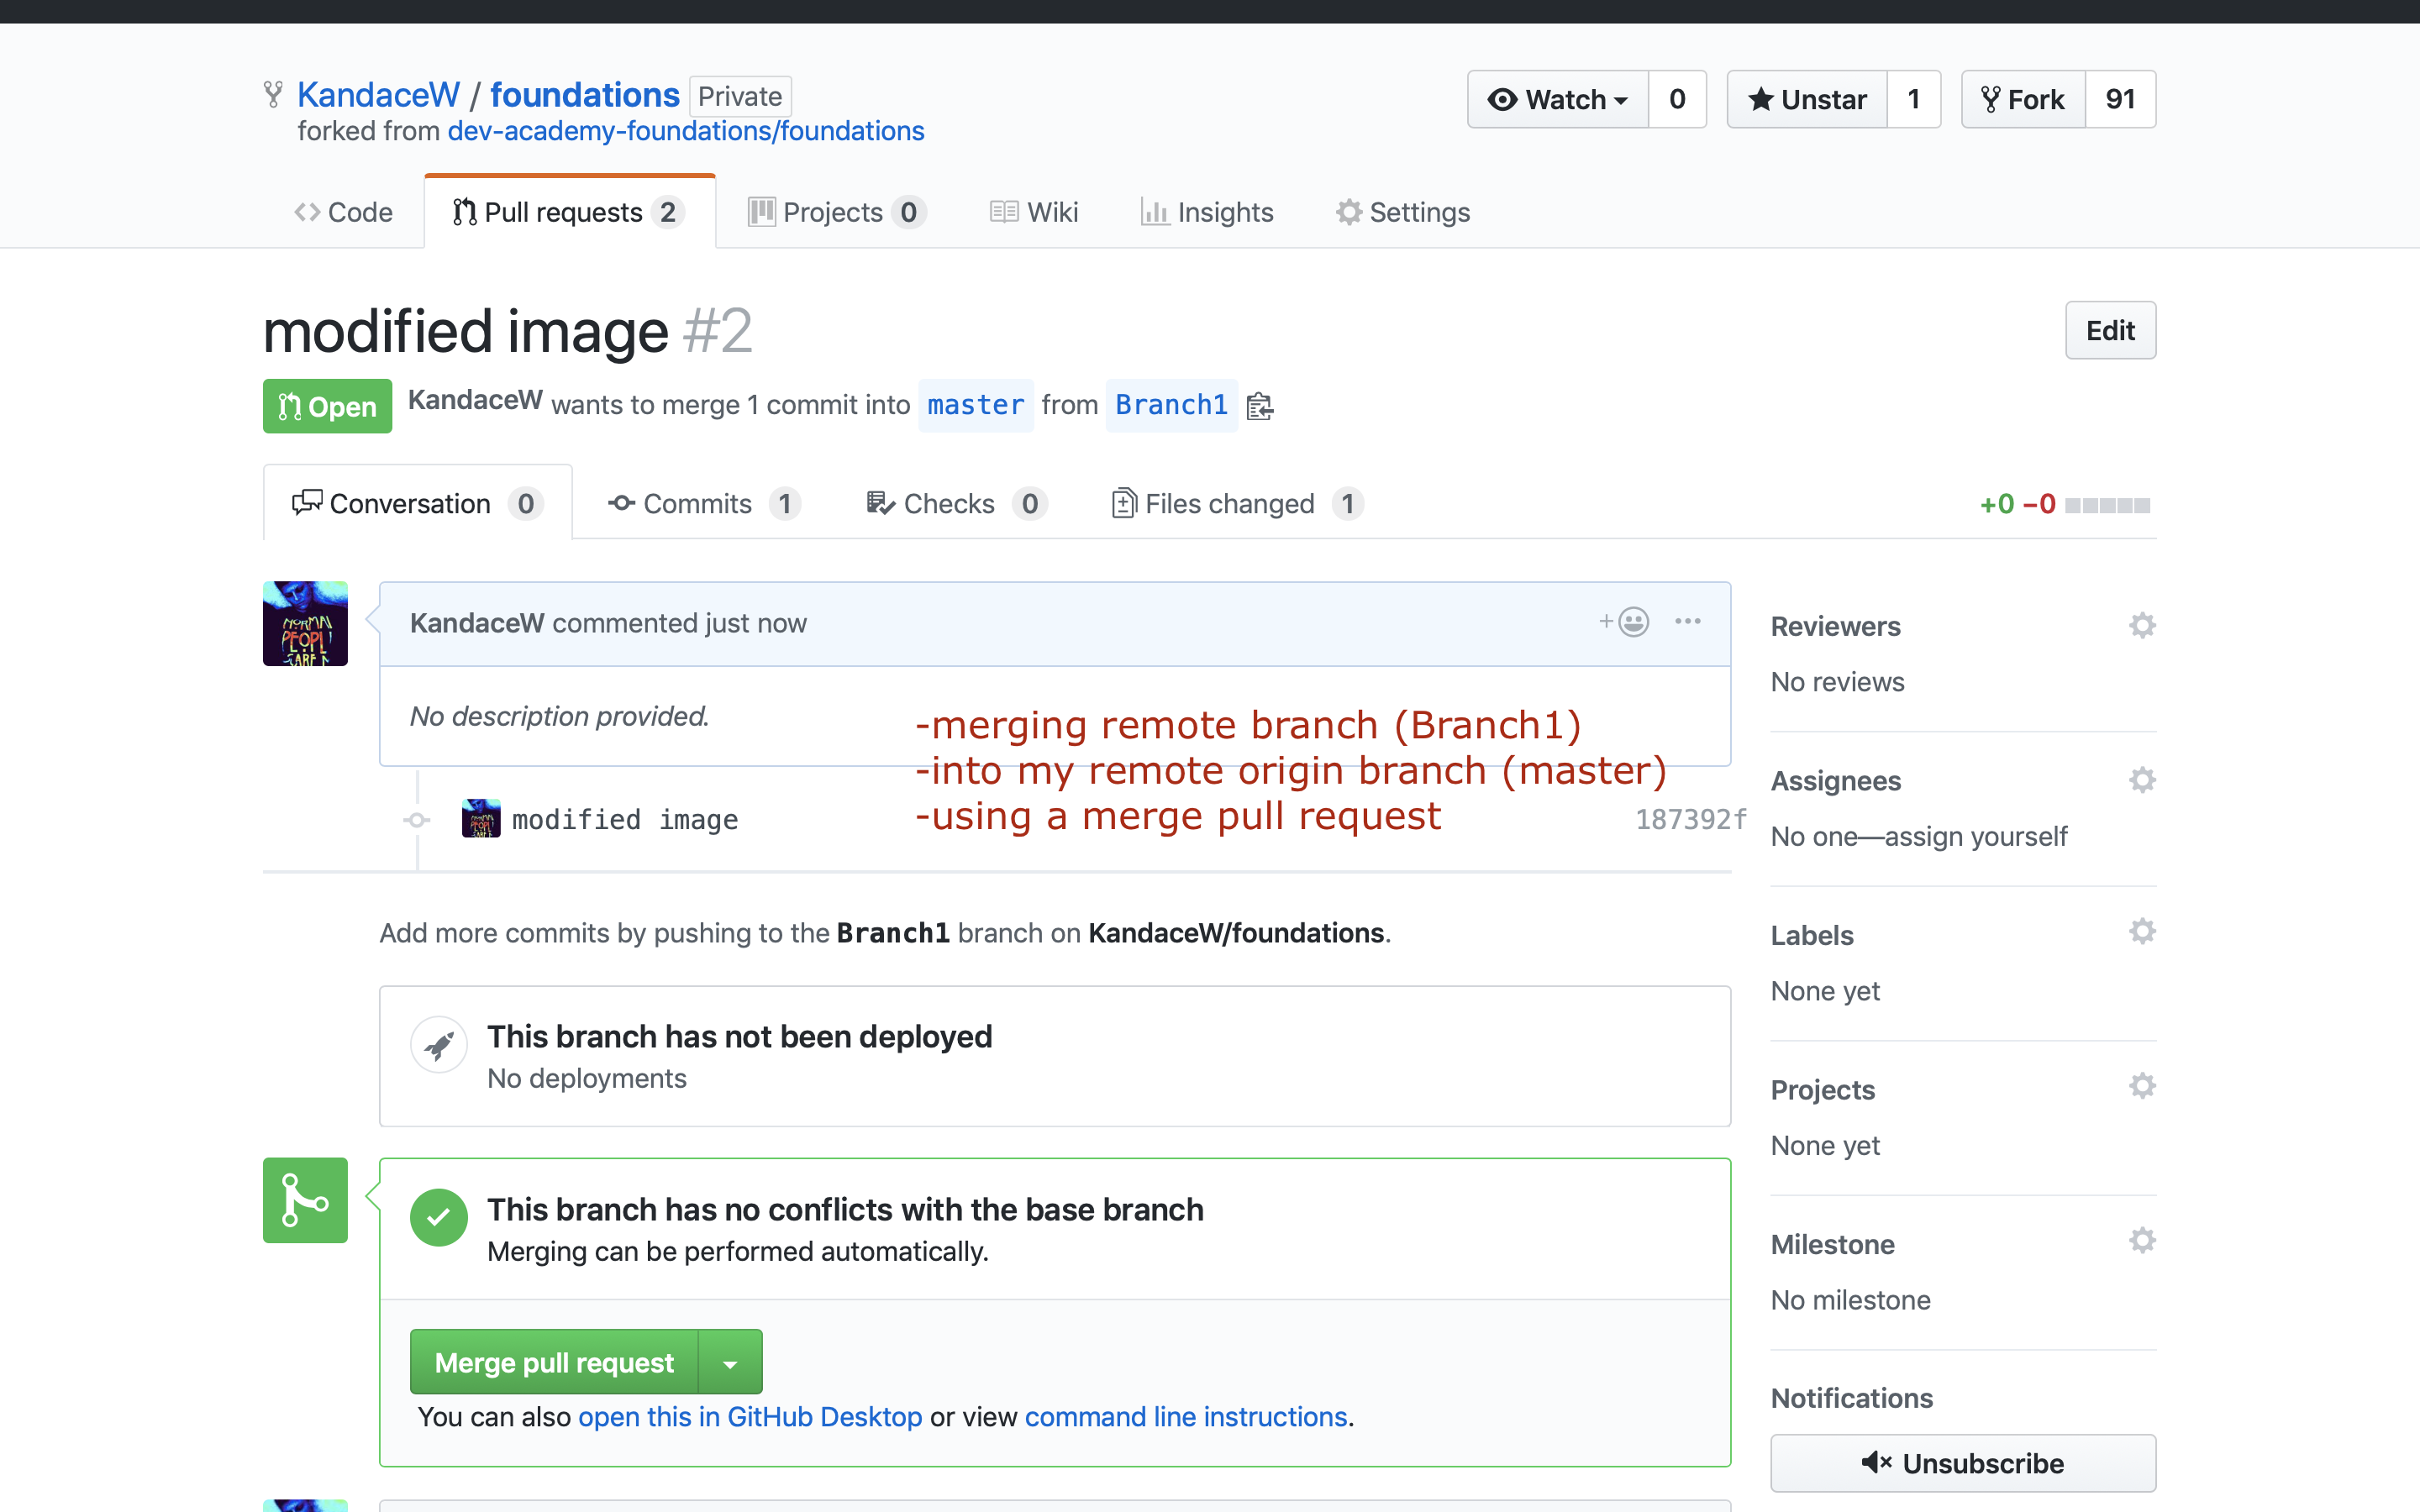 KandaceW / foundations Private
forked from dev-academy-foundations/foundations
Watch 0 Unstar 1 Fork 91
Code Pull requests 2 Projects 0 Wiki Insights Settings
modified image #2
Edit
Open KandaceW wants to merge 1 commit into master from Branch1
Conversation 0 Commits 1 Checks 0 Files changed 1 +0 −0
NORMAL
PEOPL
KandaceW commented just now
No description provided.
-merging remote branch (Branch1)
-into my remote origin branch (master)
-using a merge pull request
modified image 187392f
Add more commits by pushing to the Branch1 branch on KandaceW/foundations.
This branch has not been deployed
No deployments
This branch has no conflicts with the base branch
Merging can be performed automatically.
Merge pull request
You can also open this in GitHub Desktop or view command line instructions.
Reviewers
No reviews
Assignees
No one—assign yourself
Labels
None yet
Projects
None yet
Milestone
No milestone
Notifications
Unsubscribe